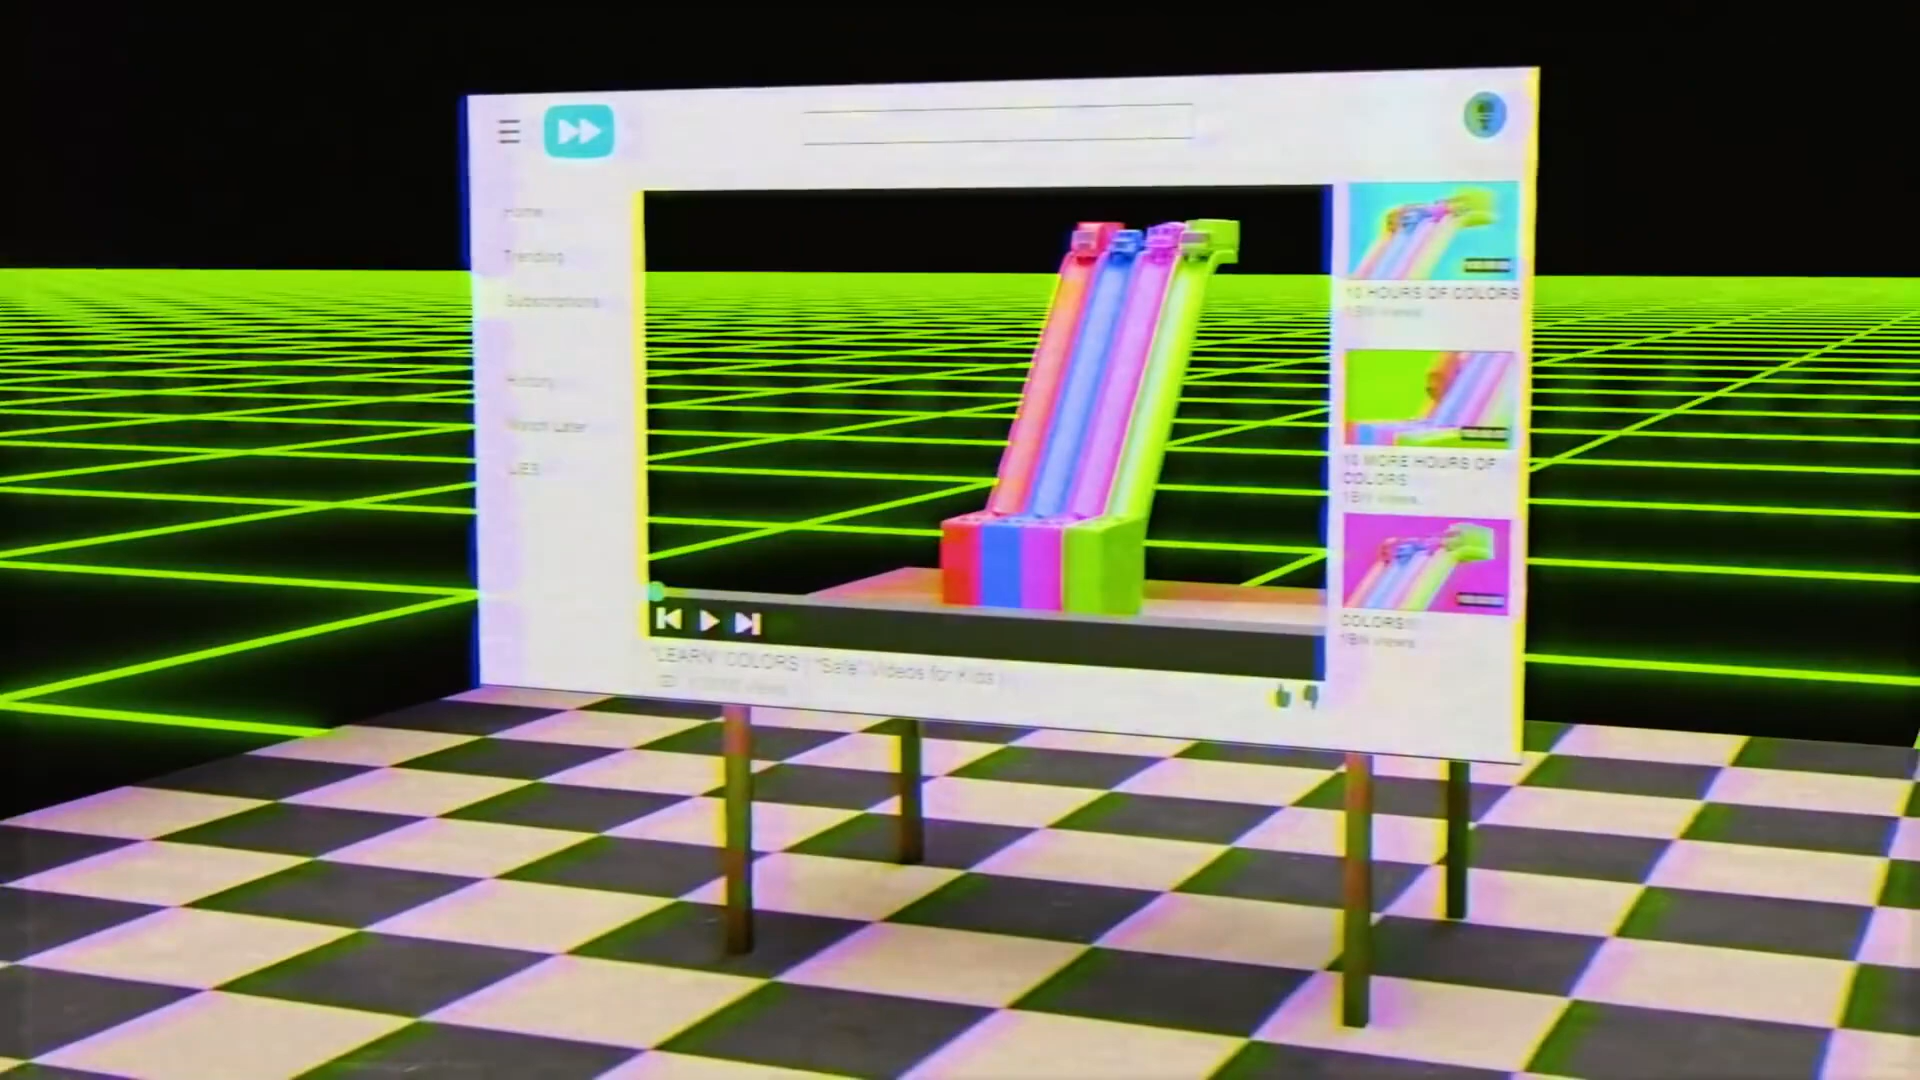 Home
Trending
Subscriptions
History
Watch Later
LIES
10 HOURS OF COLORS
10 MORE HOURS OF
COLORS
COLORS
"LEARN" COLORS | "Safe" Videos for Kids